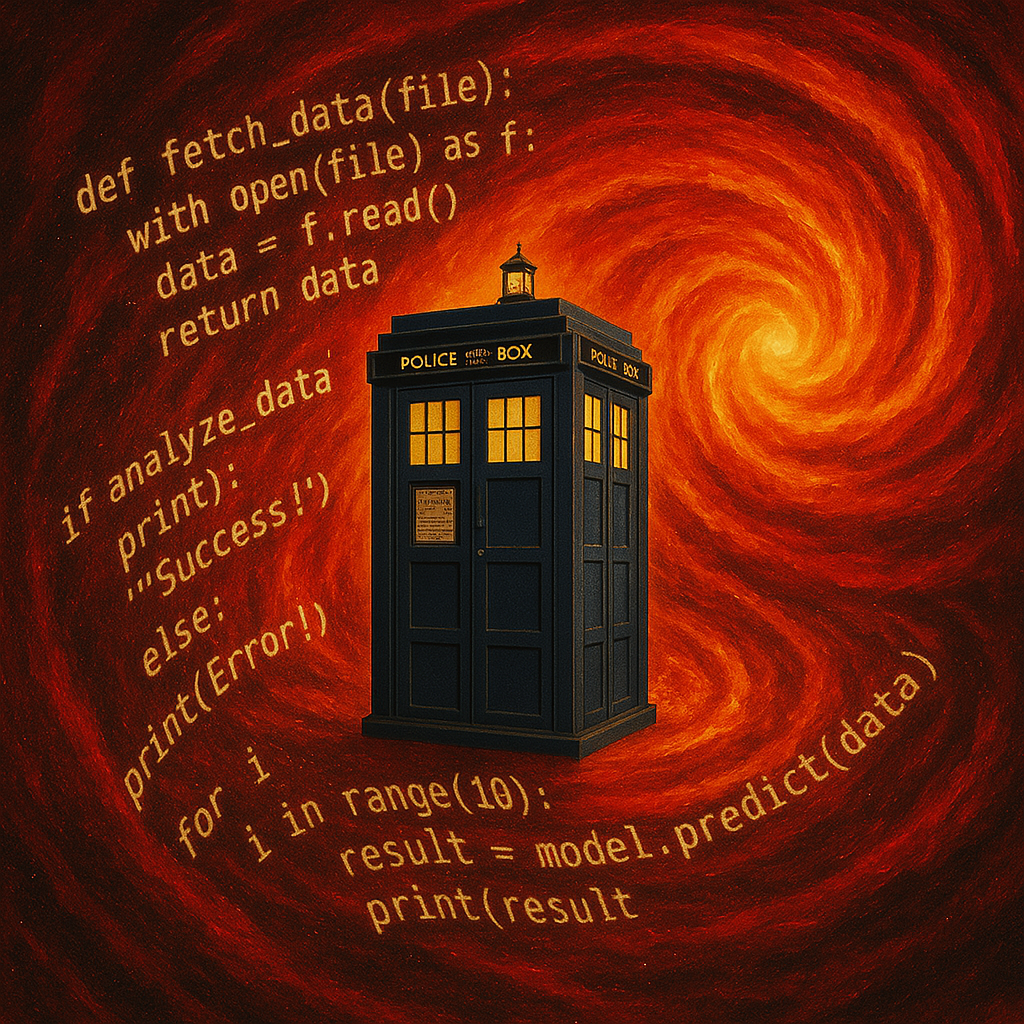 def fetch_data(file):
with open(file) as f:
data = f.read()
return data
if analyze_data'
print):
'"Success!')
else:
print(Error!)
for i
i in range(10):
result = model.predict(data)
print(result
POLICE BOX
POLICE BOX